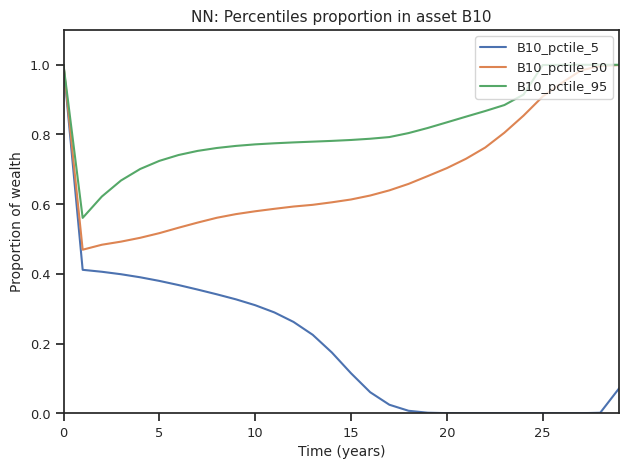 NN: Percentiles proportion in asset B10
B10_pctile_5
B10_pctile_50
B10_pctile_95
Proportion of wealth
1.0
0.8
0.6
0.4
0.2
0.0
0 5 10 15 20 25
Time (years)